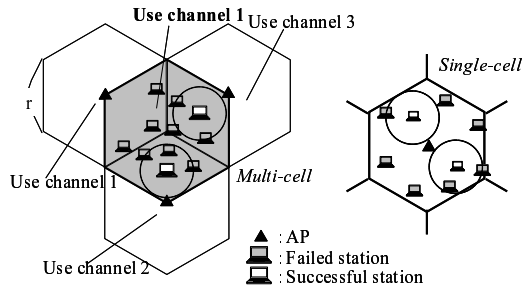 Use channel 1
Use channel 3
Single-cell
r
Use channel 1
Multi-cell
Use channel 2
: AP
: Failed station
: Successful station